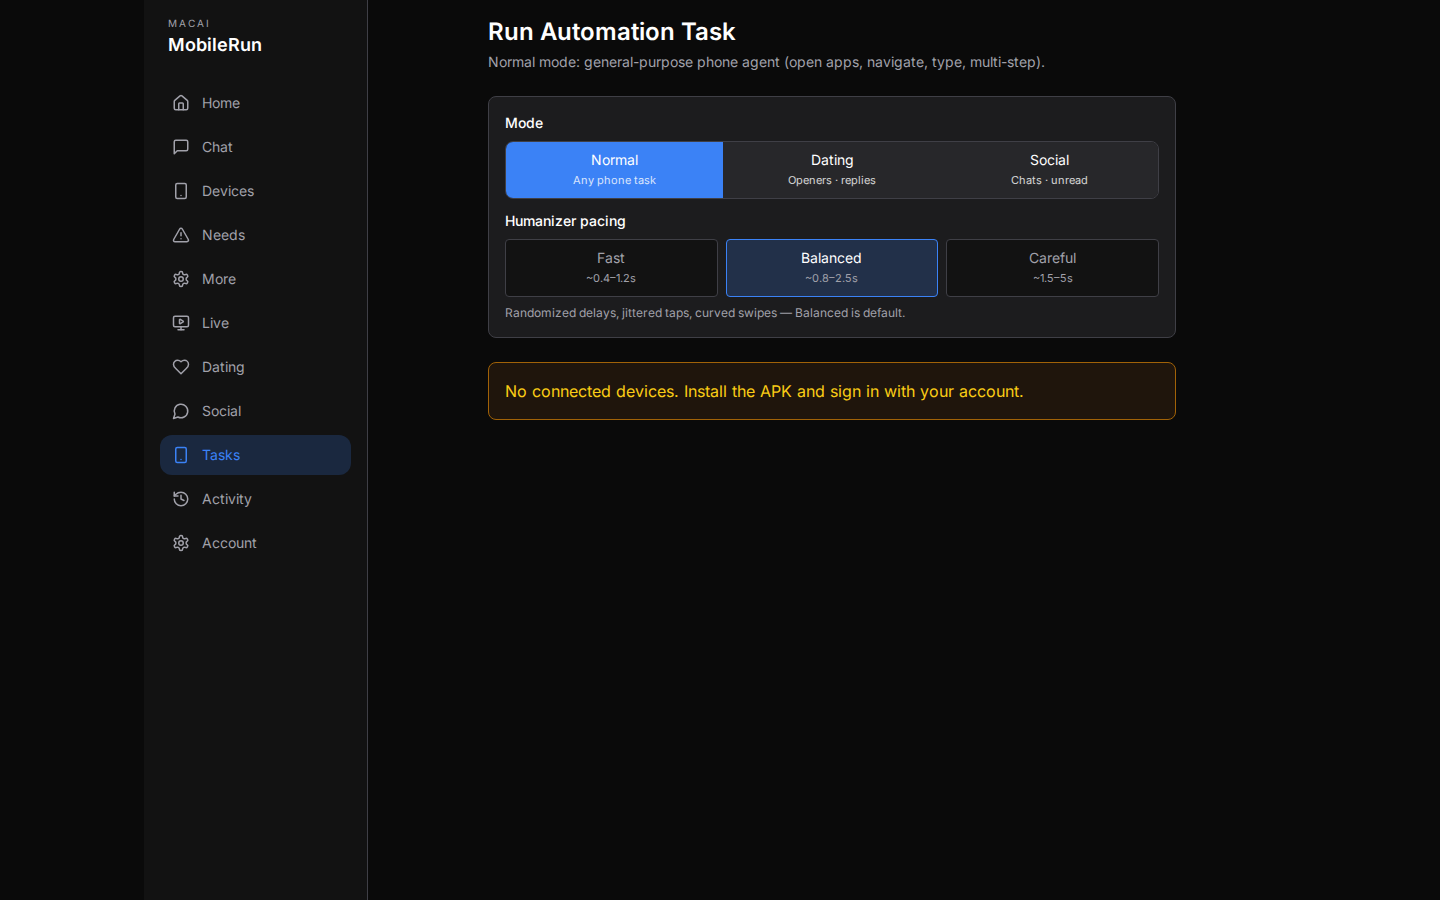 MACAI
MobileRun
Home
Chat
Devices
Needs
More
Live
Dating
Social
Tasks
Activity
Account
Run Automation Task
Normal mode: general-purpose phone agent (open apps, navigate, type, multi-step).
Mode
Normal
Any phone task
Dating
Openers · replies
Social
Chats · unread
Humanizer pacing
Fast
~0.4–1.2s
Balanced
~0.8–2.5s
Careful
~1.5–5s
Randomized delays, jittered taps, curved swipes — Balanced is default.
No connected devices. Install the APK and sign in with your account.